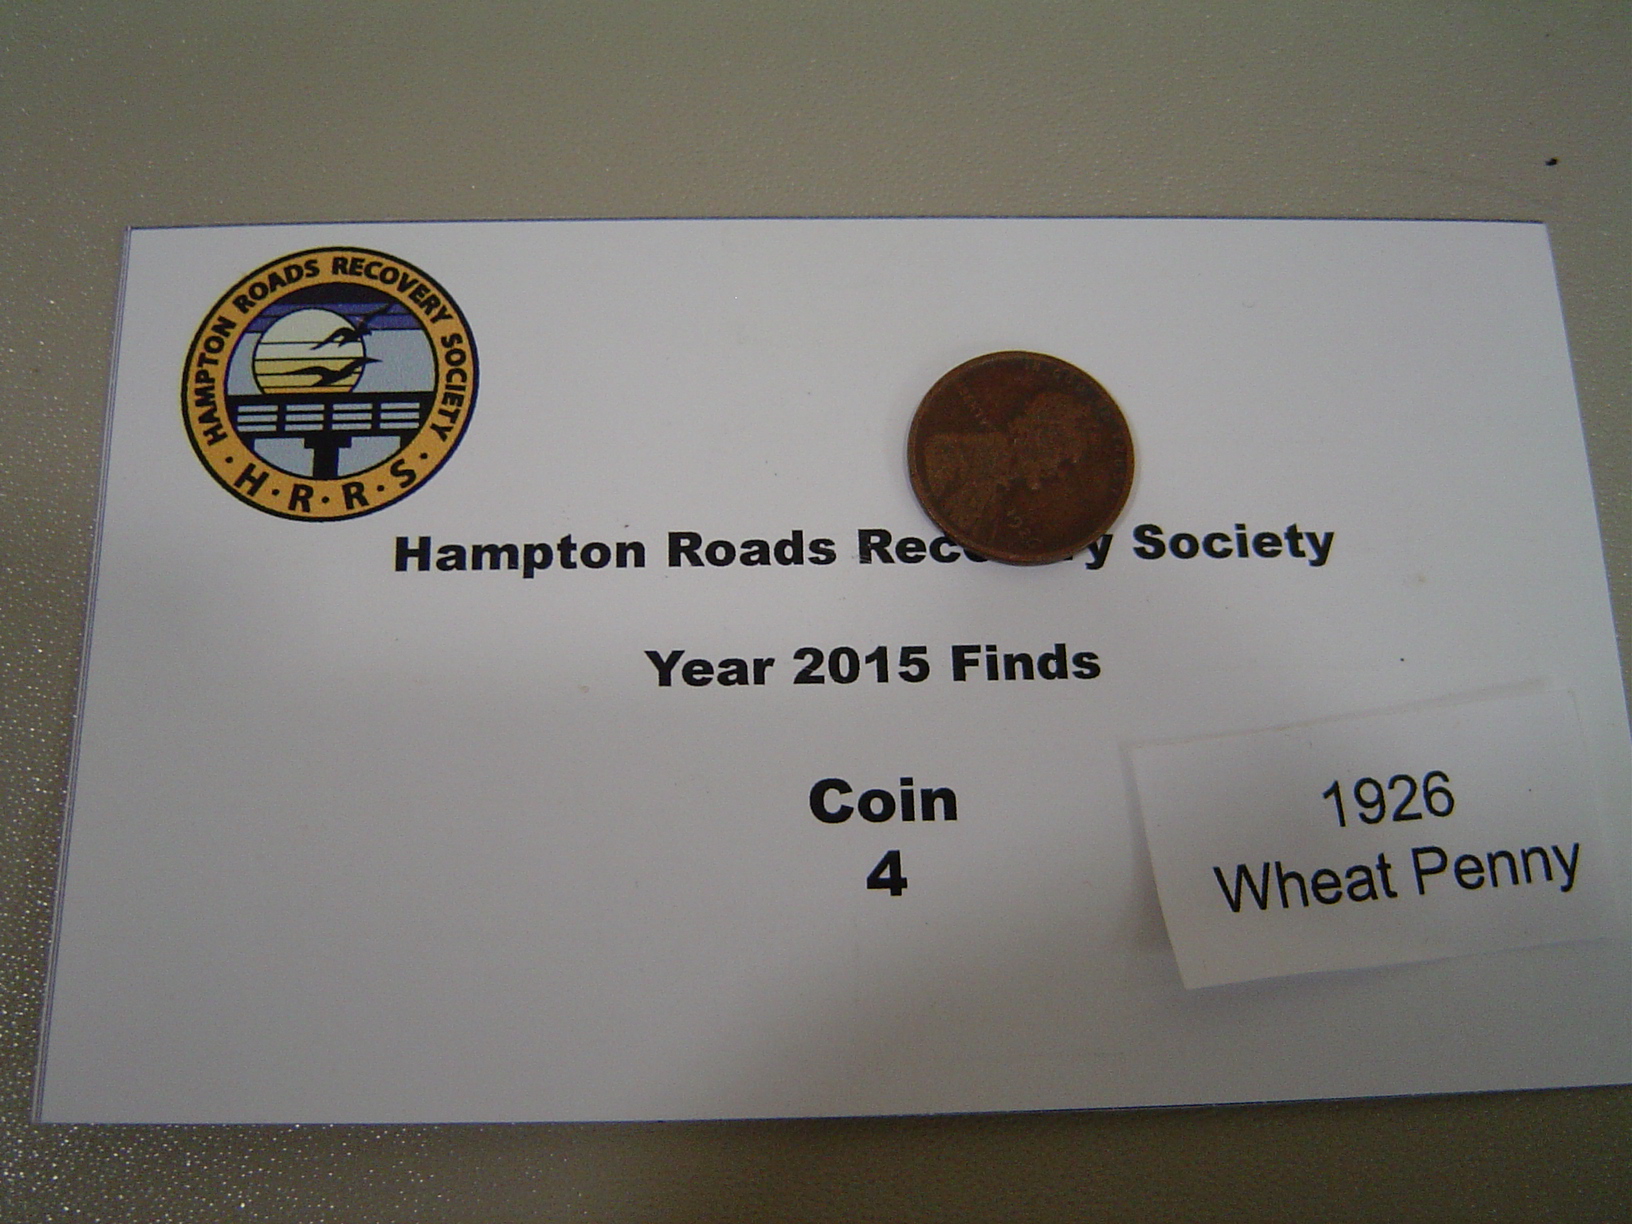 HAMPTON ROADS RECOVERY SOCIETY
· H · R · R · S ·
Hampton Roads Rec y Society
Year 2015 Finds
Coin
4
1926
Wheat Penny